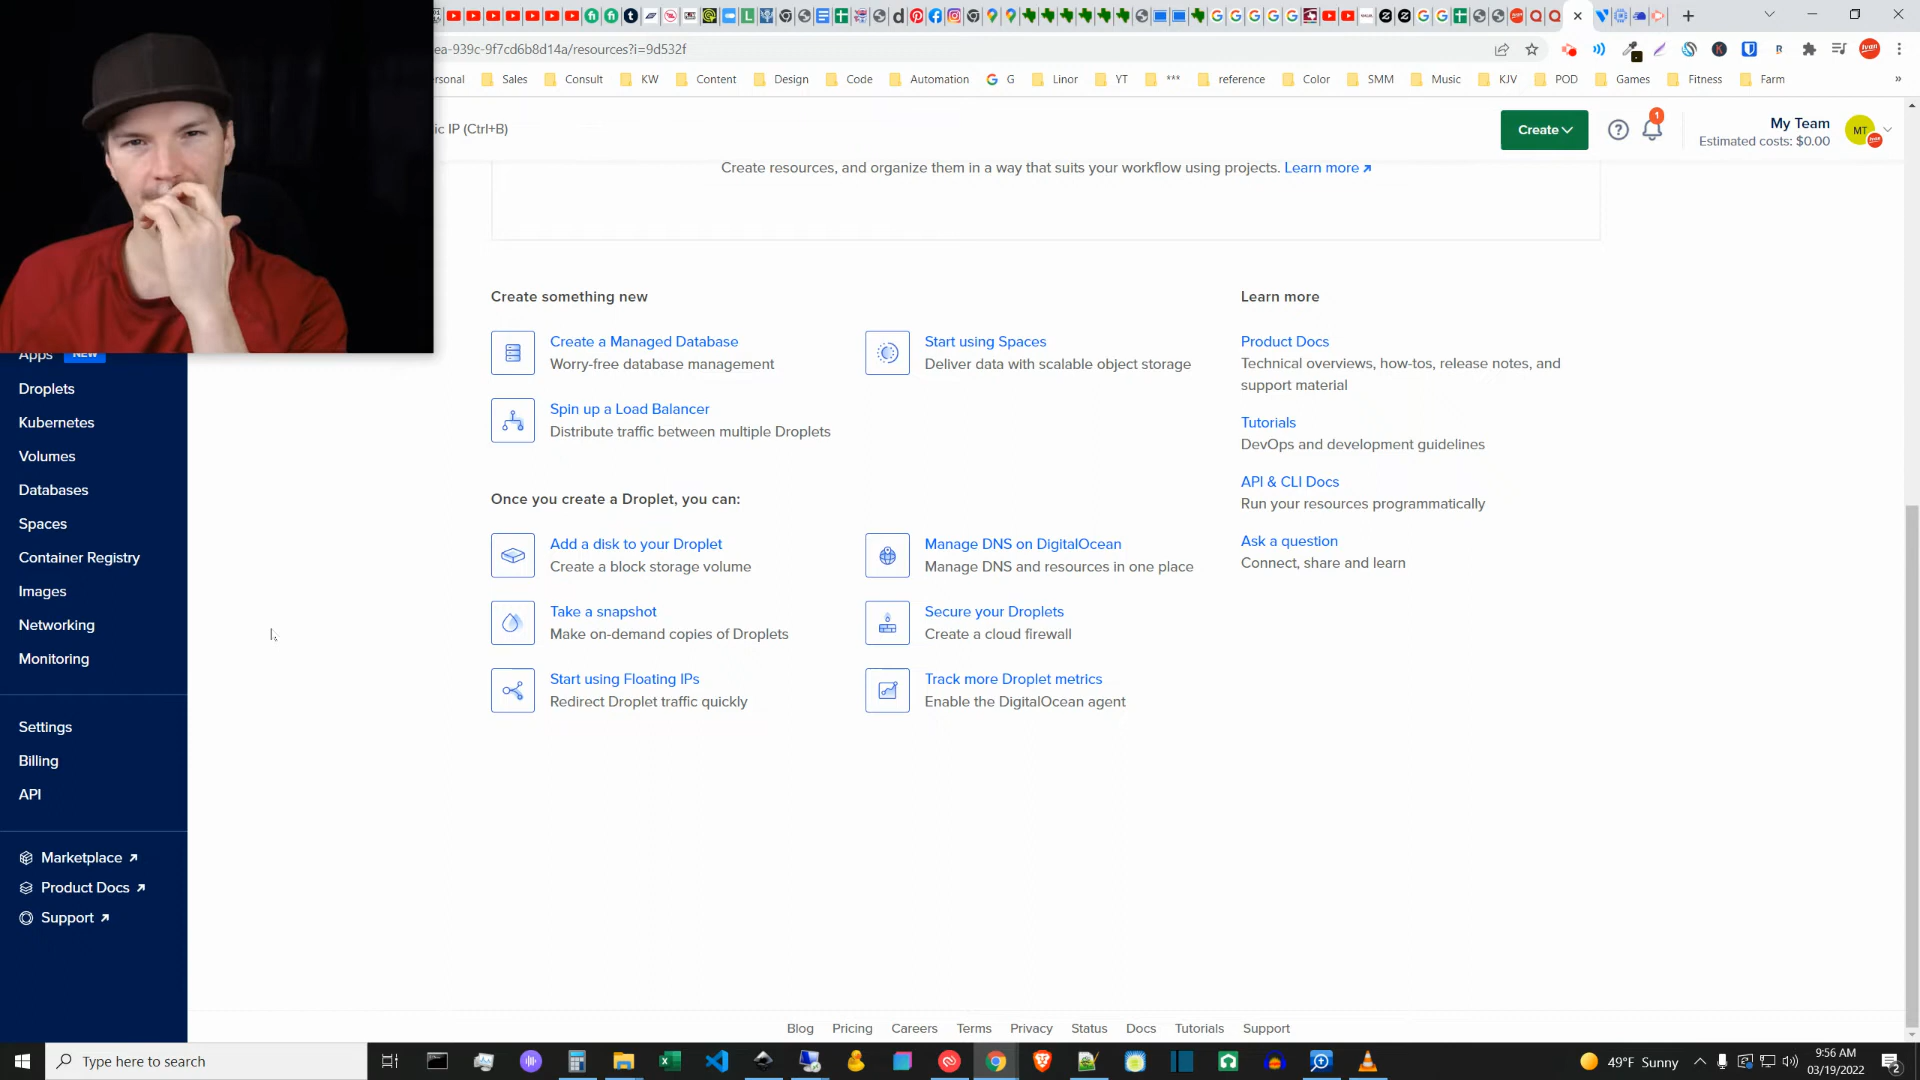 ea-939c-9f7cd6b8d14a/resources?i=9d532f
ersonal Sales Consult KW Content Design Code Automation G Linor YT *** reference Color SMM Music KJV POD Games Fitness Farm »
ic IP (Ctrl+B)
Create
1
My Team
Estimated costs: $0.00
MT
Create resources, and organize them in a way that suits your workflow using projects. Learn more
Apps NEW
Droplets
Kubernetes
Volumes
Databases
Spaces
Container Registry
Images
Networking
Monitoring
Settings
Billing
API
Marketplace
Product Docs
Support
Create something new
Create a Managed Database
Worry-free database management
Start using Spaces
Deliver data with scalable object storage
Spin up a Load Balancer
Distribute traffic between multiple Droplets
Once you create a Droplet, you can:
Add a disk to your Droplet
Create a block storage volume
Manage DNS on DigitalOcean
Manage DNS and resources in one place
Take a snapshot
Make on-demand copies of Droplets
Secure your Droplets
Create a cloud firewall
Start using Floating IPs
Redirect Droplet traffic quickly
Track more Droplet metrics
Enable the DigitalOcean agent
Learn more
Product Docs
Technical overviews, how-tos, release notes, and
support material
Tutorials
DevOps and development guidelines
API & CLI Docs
Run your resources programmatically
Ask a question
Connect, share and learn
Blog Pricing Careers Terms Privacy Status Docs Tutorials Support
Type here to search
49°F Sunny
9:56 AM
03/19/2022
2